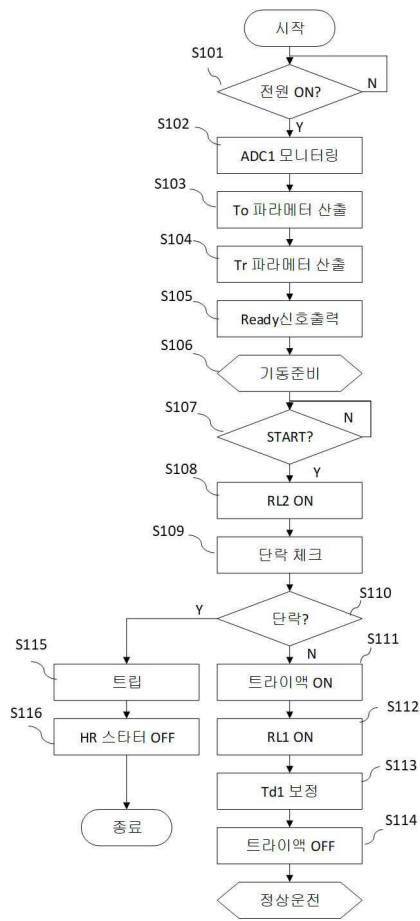 시작
S101
전원 ON?
N
Y
S102
ADC1 모니터링
S103
To 파라메터 산출
S104
Tr 파라메터 산출
S105
Ready신호출력
S106
기동준비
S107
N
START?
Y
S108
RL2 ON
S109
단락 체크
S110
Y
단락?
N
S111
S115
트립
트라이액 ON
S112
S116
HR 스타터 OFF
RL1 ON
S113
Td1 보정
종료
S114
트라이액 OFF
정상운전